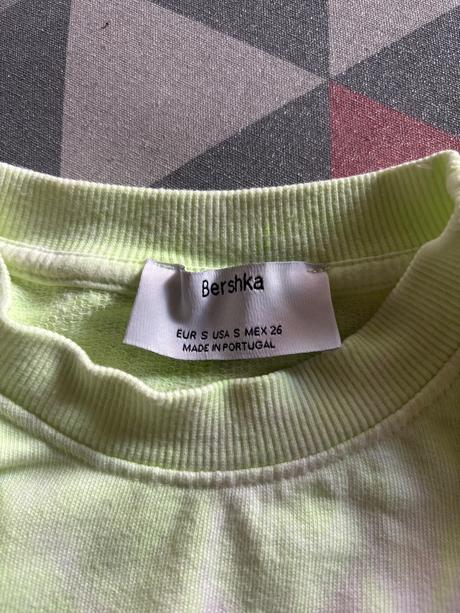 Bershka
EUR S USA S MEX 26
MADE IN PORTUGAL